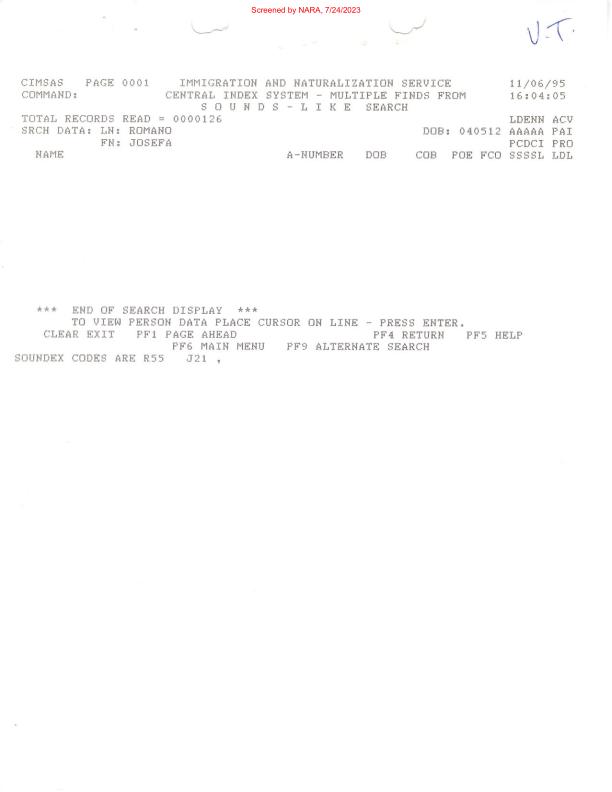 Screened by NARA, 7/24/2023
V.T.
CIMSAS PAGE 0001 IMMIGRATION AND NATURALIZATION SERVICE 11/06/95
COMMAND: CENTRAL INDEX SYSTEM - MULTIPLE FINDS FROM 16:04:05
S O U N D S - L I K E SEARCH
TOTAL RECORDS READ = 0000126 LDENN ACV
SRCH DATA: LN: ROMANO DOB: 040512 AAAAA PAI
FN: JOSEFA PCDCI PRO
NAME A-NUMBER DOB COB POE FCO SSSSL LDL
*** END OF SEARCH DISPLAY ***
TO VIEW PERSON DATA PLACE CURSOR ON LINE - PRESS ENTER.
CLEAR EXIT PF1 PAGE AHEAD PF4 RETURN PF5 HELP
PF6 MAIN MENU PF9 ALTERNATE SEARCH
SOUNDEX CODES ARE R55 J21 ,